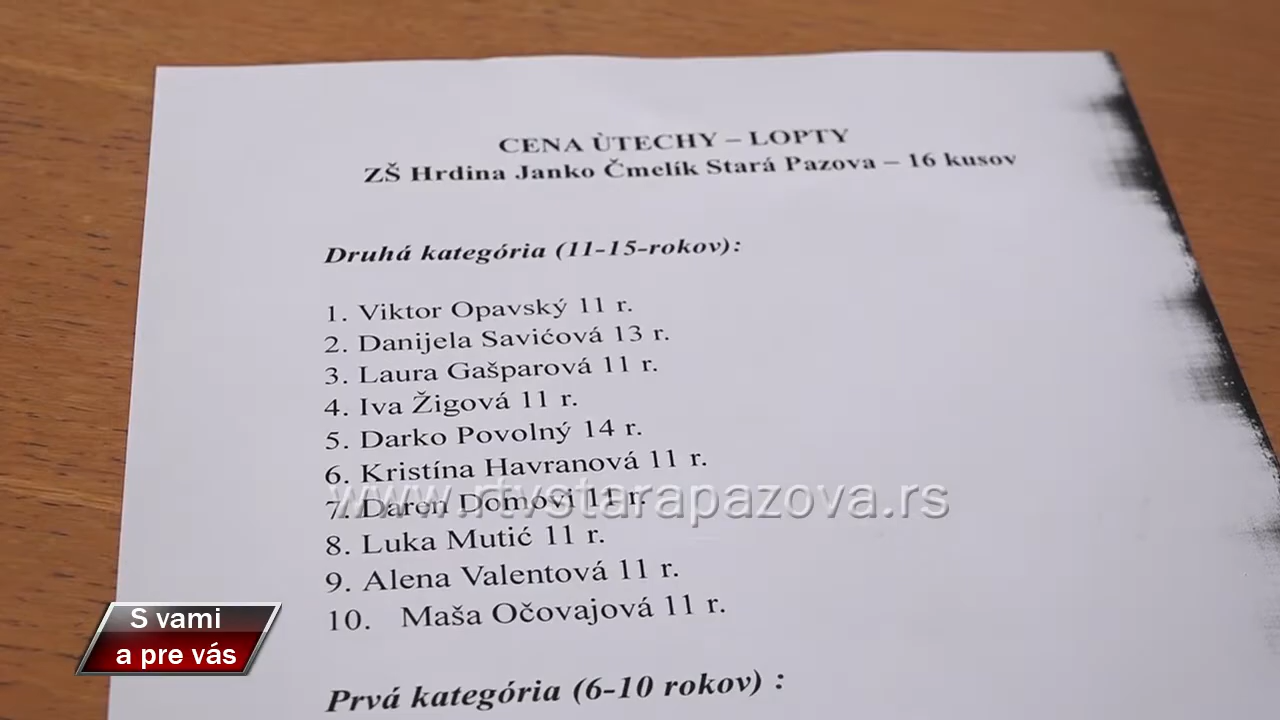 CENA ÙTECHY – LOPTY
ZŠ Hrdina Janko Čmelík Stará Pazova – 16 kusov
Druhá kategória (11-15-rokov):
1. Viktor Opavský 11 r.
2. Danijela Savićová 13 r.
3. Laura Gašparová 11 r.
4. Iva Žigová 11 r.
5. Darko Povolný 14 r.
6. Kristína Havranová 11 r.
7. Daren Domovi 11 r.
www.rtvstarapazova.rs
8. Luka Mutić 11 r.
9. Alena Valentová 11 r.
10. Maša Očovajová 11 r.
S vami
a pre vás
Prvá kategória (6-10 rokov) :